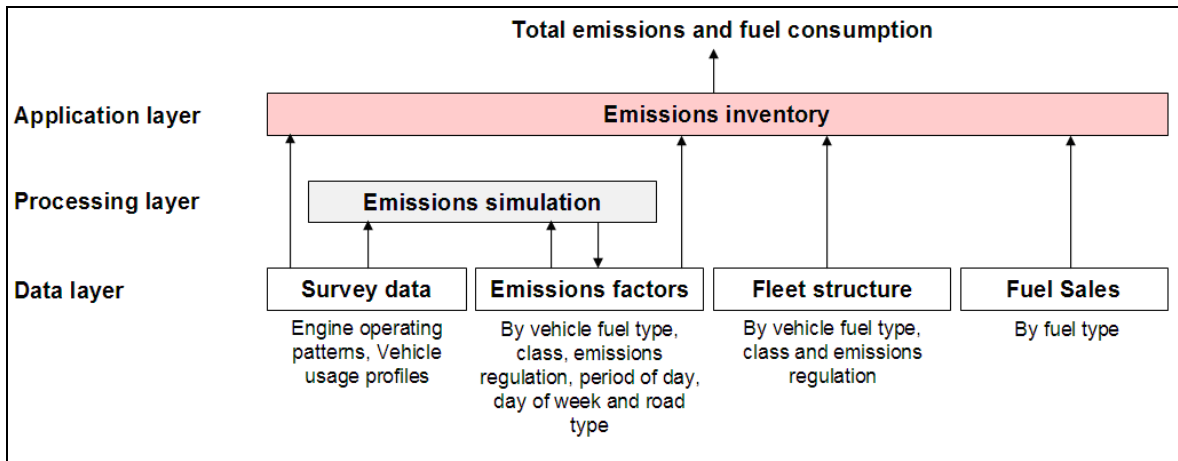 Total emissions and fuel consumption
Application layer
Emissions inventory
Processing layer
Emissions simulation
Data layer
Survey data
Emissions factors
Fleet structure
Fuel Sales
Engine operating
patterns, Vehicle
usage profiles
By vehicle fuel type,
class, emissions
regulation, period of day,
day of week and road
type
By vehicle fuel type,
class and emissions
regulation
By fuel type